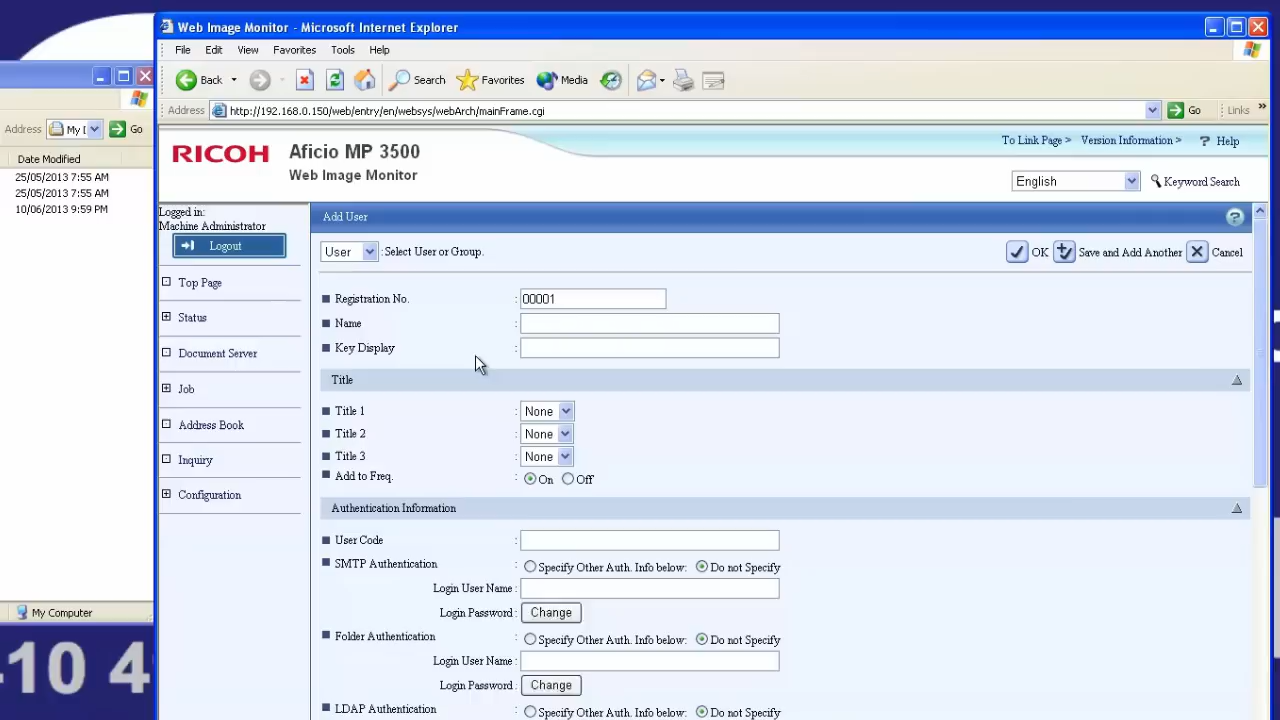 Web Image Monitor - Microsoft Internet Explorer
File Edit View Favorites Tools Help
Back Search Favorites Media
Address http://192.168.0.150/web/entry/en/websys/webArch/mainFrame.cgi Go Links »
Address My Go
Date Modified
25/05/2013 7:55 AM
25/05/2013 7:55 AM
10/06/2013 9:59 PM
My Computer
10 4
RICOH Aficio MP 3500
Web Image Monitor
To Link Page > Version Information > ? Help
English Keyword Search
Logged in:
Machine Administrator
Logout
Top Page
Status
Document Server
Job
Address Book
Inquiry
Configuration
Add User ?
User :Select User or Group. OK Save and Add Another Cancel
Registration No. : 00001
Name :
Key Display :
Title
Title 1 : None
Title 2 : None
Title 3 : None
Add to Freq. : On Off
Authentication Information
User Code :
SMTP Authentication : Specify Other Auth. Info below: Do not Specify
Login User Name :
Login Password : Change
Folder Authentication : Specify Other Auth. Info below: Do not Specify
Login User Name :
Login Password : Change
LDAP Authentication : Specify Other Auth. Info below: Do not Specify